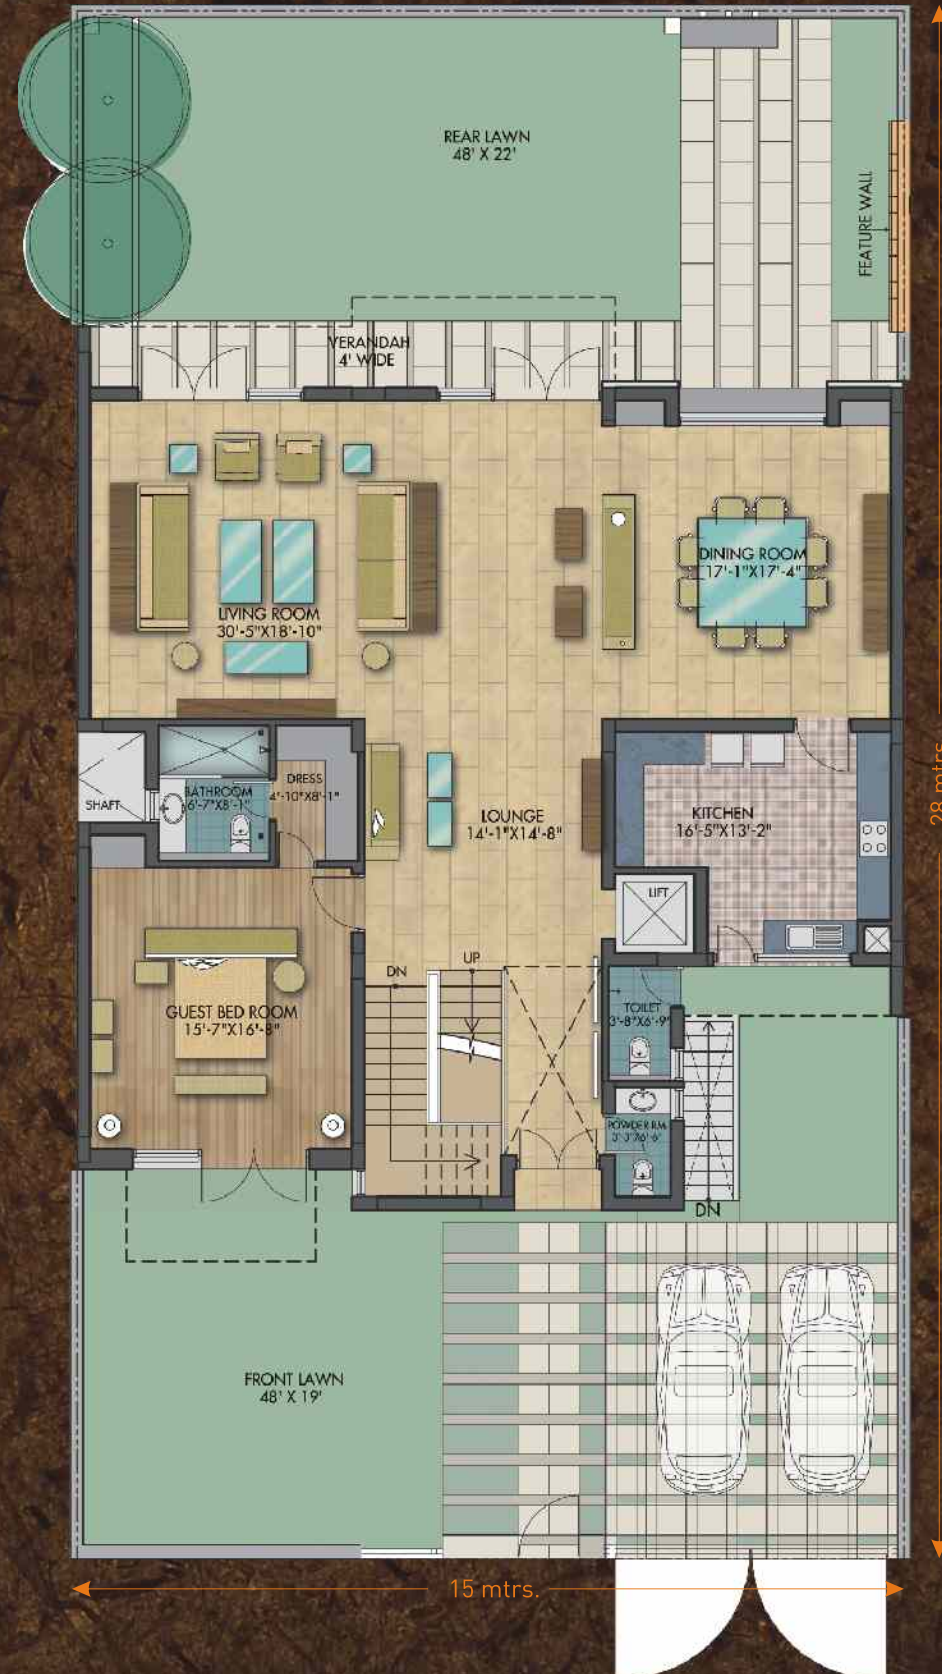 REAR LAWN
48' X 22'
FEATURE WALL
VERANDAH
4' WIDE
DINING ROOM
17'-1"X17'-4"
LIVING ROOM
30'-5"X18'-10"
28 mtrs.
SHAFT
BATHROOM
6'-7"X8'-1"
DRESS
4'-10"X8'-1"
LOUNGE
14'-1"X14'-8"
KITCHEN
16'-5"X13'-2"
LIFT
DN
UP
GUEST BED ROOM
15'-7"X16'-8"
TOILET
3'-8"X6'-9"
POWDER RM.
DN
FRONT LAWN
48' X 19'
15 mtrs.